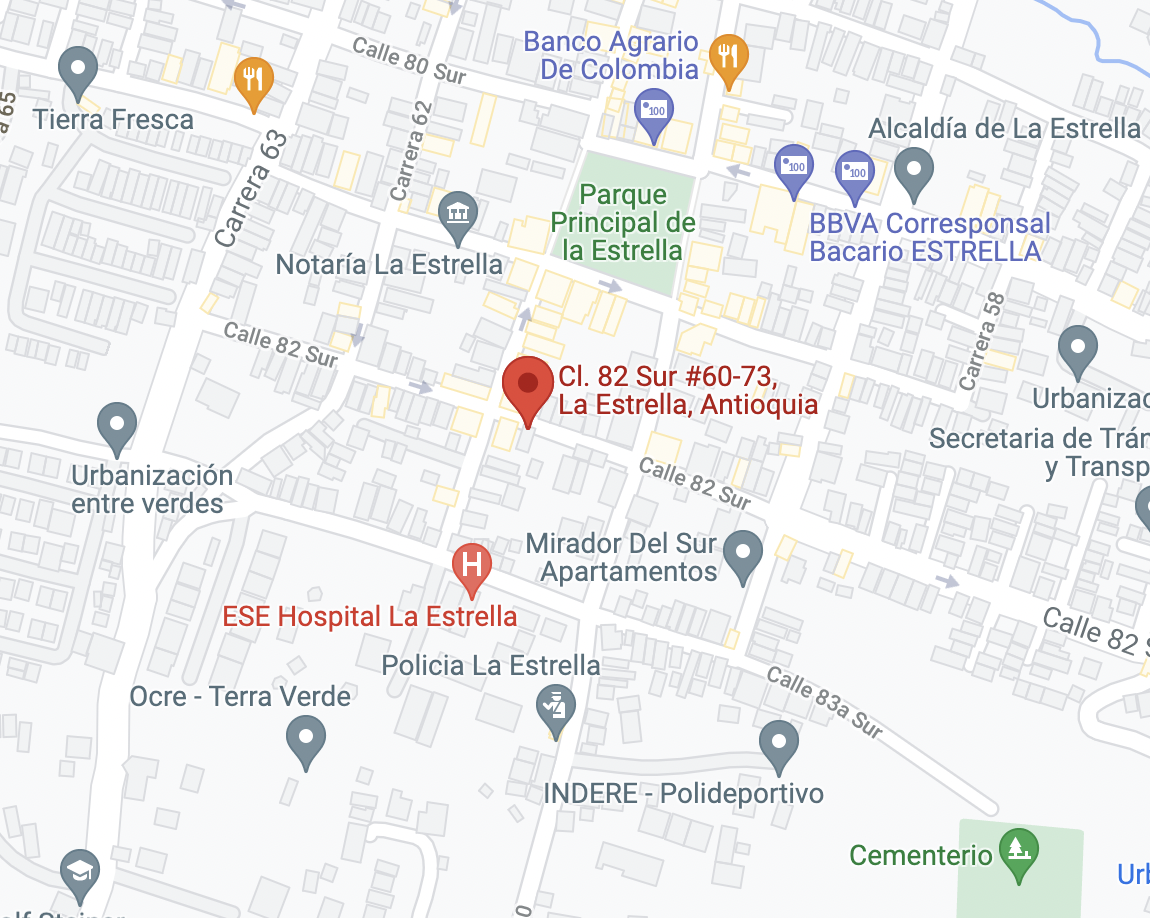 Banco Agrario
De Colombia
Calle 80 Sur
100
Tierra Fresca
Carrera 62
Carrera 63
Alcaldía de La Estrella
100
100
Parque
Principal de
la Estrella
BBVA Corresponsal
Bacario ESTRELLA
Notaría La Estrella
Calle 82 Sur
Carrera 58
Cl. 82 Sur #60-73,
La Estrella, Antioquia
Urbanizac
Secretaria de Trán
y Transp
Urbanización
entre verdes
Calle 82 Sur
Mirador Del Sur
Apartamentos
H
ESE Hospital La Estrella
Calle 82 S
Policia La Estrella
Ocre - Terra Verde
Calle 83a Sur
INDERE - Polideportivo
Cementerio
Urb